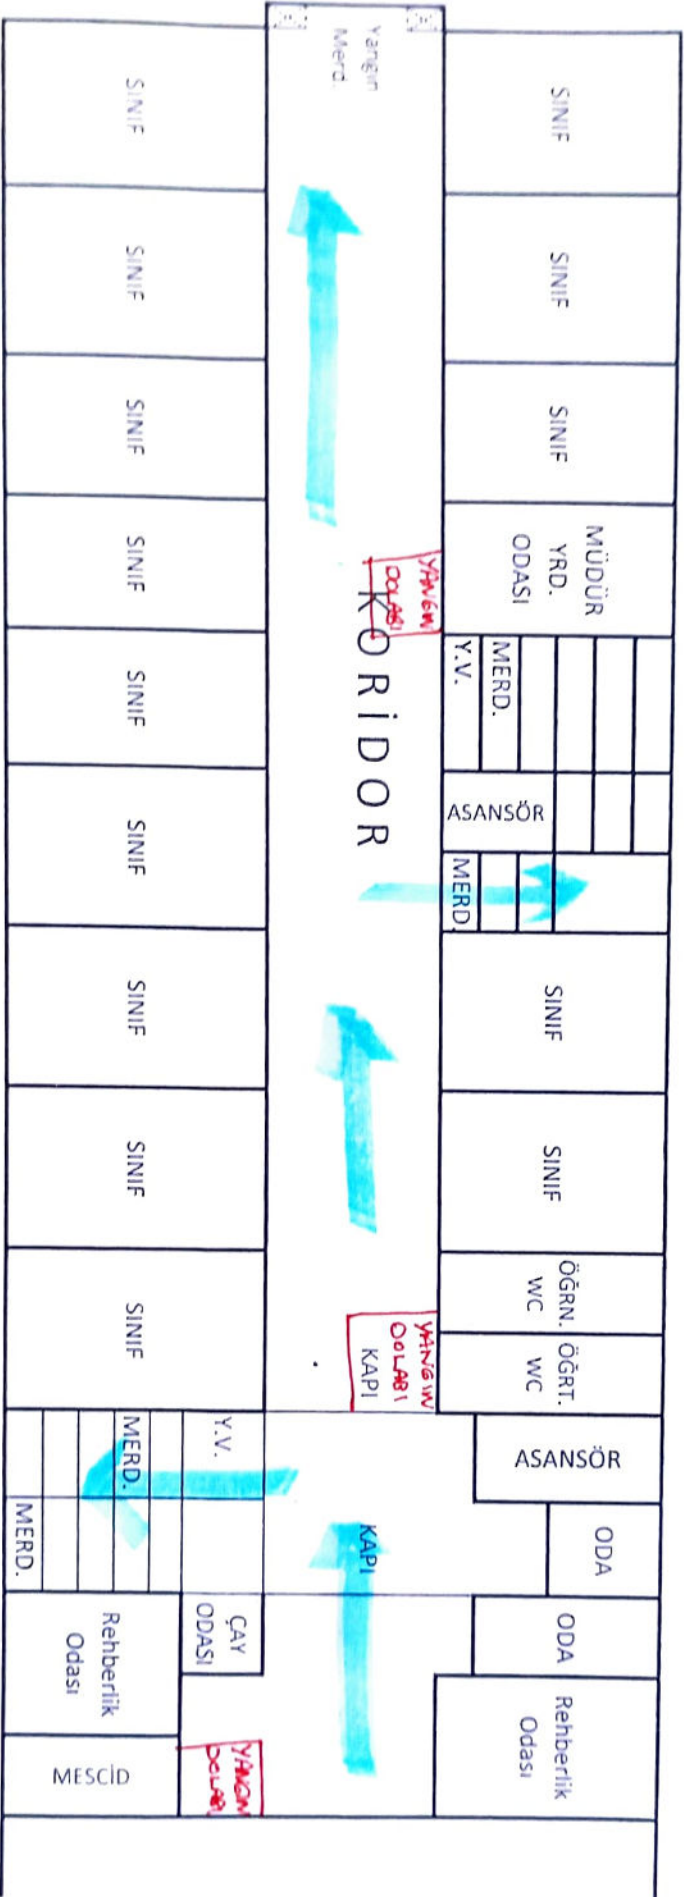 Yangın
Merd.
SINIF
SINIF
SINIF
SINIF
SINIF
SINIF
SINIF
MÜDÜR
YRD.
ODASI
YANGIN
DOLABI
KORİDOR
SINIF
MERD.
Y.V.
SINIF
ASANSÖR
MERD.
SINIF
SINIF
SINIF
SINIF
SINIF
ÖĞRN.
WC
ÖĞRT.
WC
YANGIN
DOLABI
KAPI
SINIF
ASANSÖR
Y.V.
MERD.
ODA
KAPI
MERD.
ODA
ÇAY
ODASI
Rehberlik
Odası
Rehberlik
Odası
YANGIN
DOLABI
MESCİD